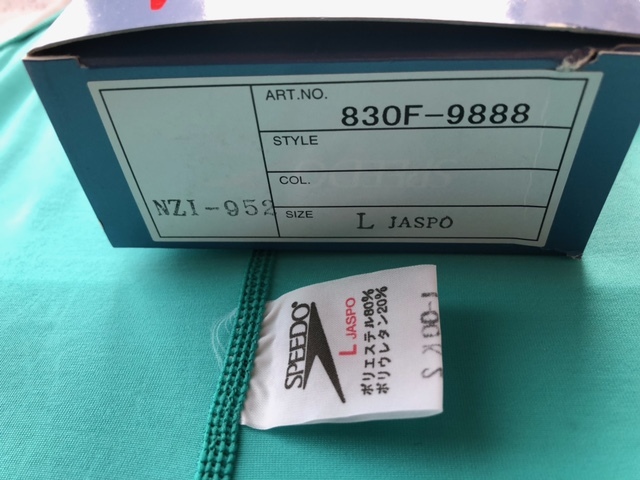 ART.NO.
830F-9888
STYLE
COL.
NZI-952
SIZE
L JASPO
SPEEDO®
L JASPO
ポリエステル80%
ポリウレタン20%